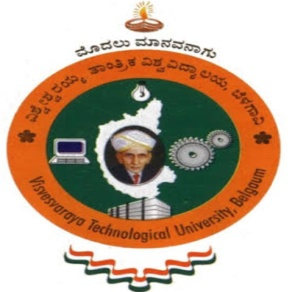 ಮೊದಲು ಮಾನವನಾಗು
ವಿಶ್ವೇಶ್ವರಯ್ಯ ತಾಂತ್ರಿಕ ವಿಶ್ವವಿದ್ಯಾಲಯ, ಬೆಳಗಾವಿ
Visvesvaraya Technological University, Belgaum